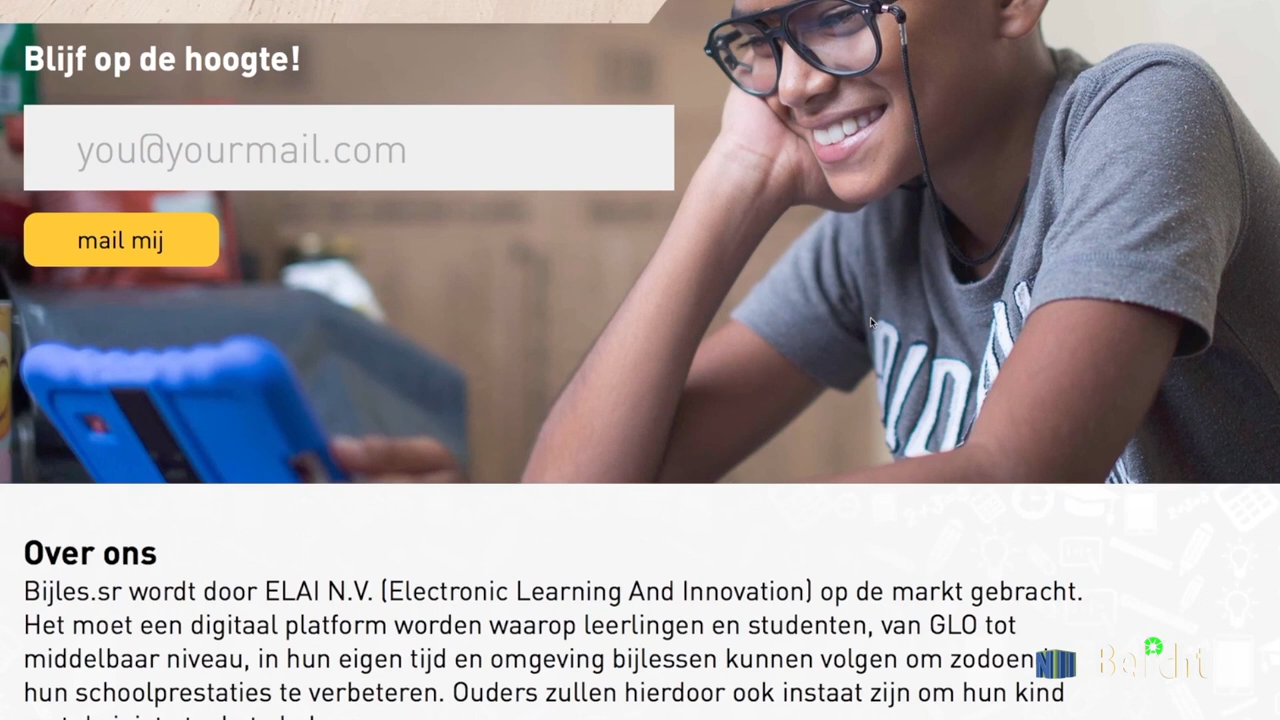 Blijf op de hoogte!
you@yourmail.com
mail mij
Over ons
Bijles.sr wordt door ELAI N.V. (Electronic Learning And Innovation) op de markt gebracht.
Het moet een digitaal platform worden waarop leerlingen en studenten, van GLO tot
middelbaar niveau, in hun eigen tijd en omgeving bijlessen kunnen volgen om zodoen
hun schoolprestaties te verbeteren. Ouders zullen hierdoor ook instaat zijn om hun kind